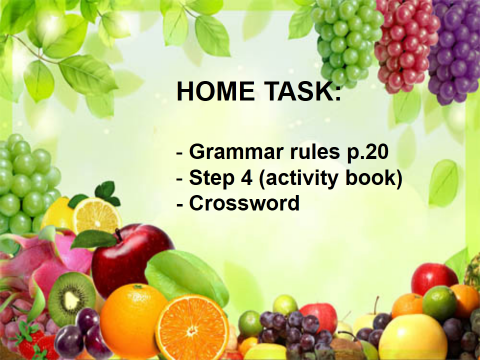 HOME TASK:
- Grammar rules p.20
- Step 4 (activity book)
- Crossword